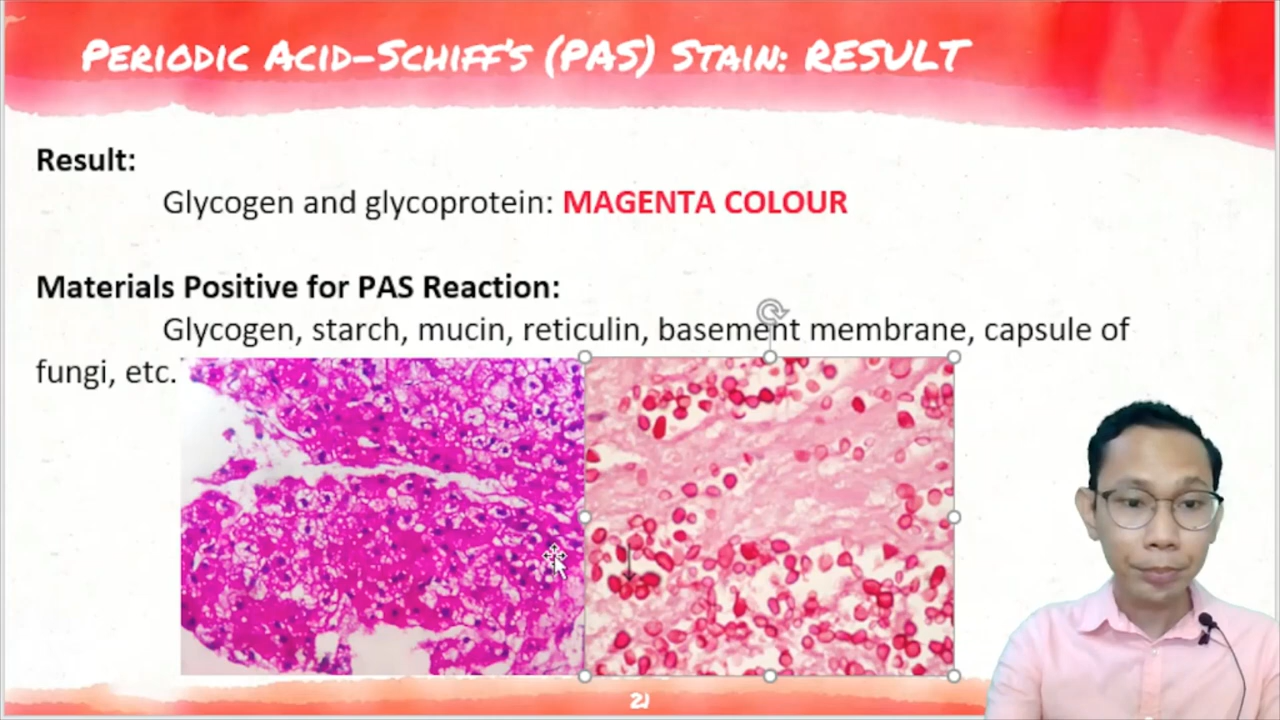 Periodic Acid-Schiff's (PAS) Stain: RESULT
Result:
Glycogen and glycoprotein: MAGENTA COLOUR
Materials Positive for PAS Reaction:
Glycogen, starch, mucin, reticulin, basement membrane, capsule of
fungi, etc.
21